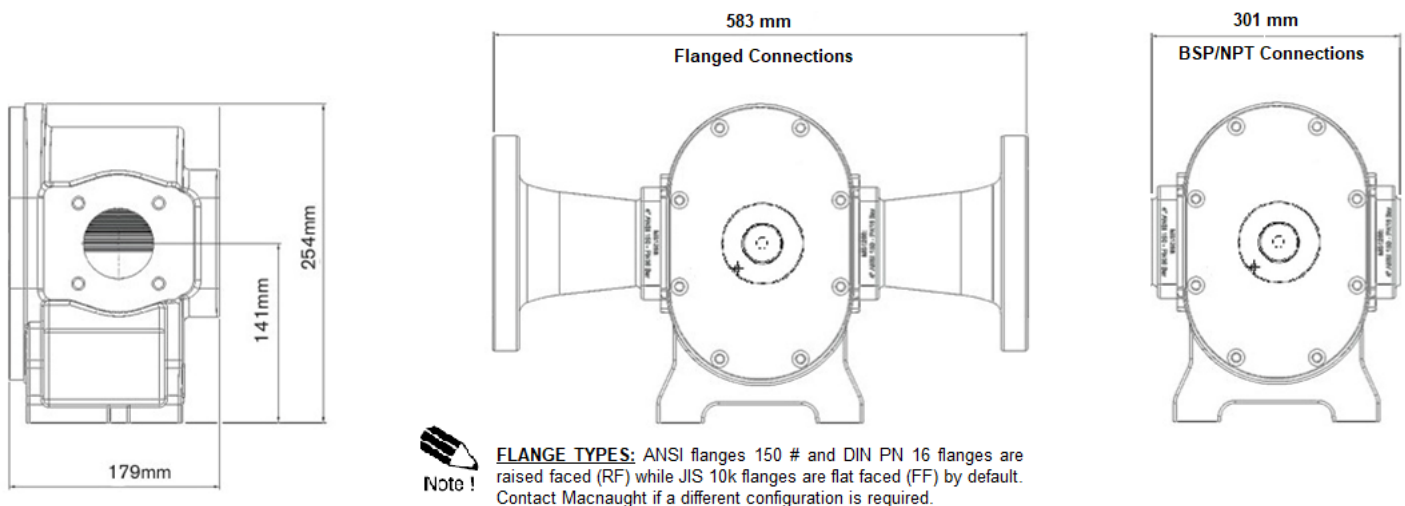 583 mm
Flanged Connections
301 mm
BSP/NPT Connections
254mm
141mm
179mm
Note !
FLANGE TYPES: ANSI flanges 150 # and DIN PN 16 flanges are
raised faced (RF) while JIS 10k flanges are flat faced (FF) by default.
Contact Macnaught if a different configuration is required.